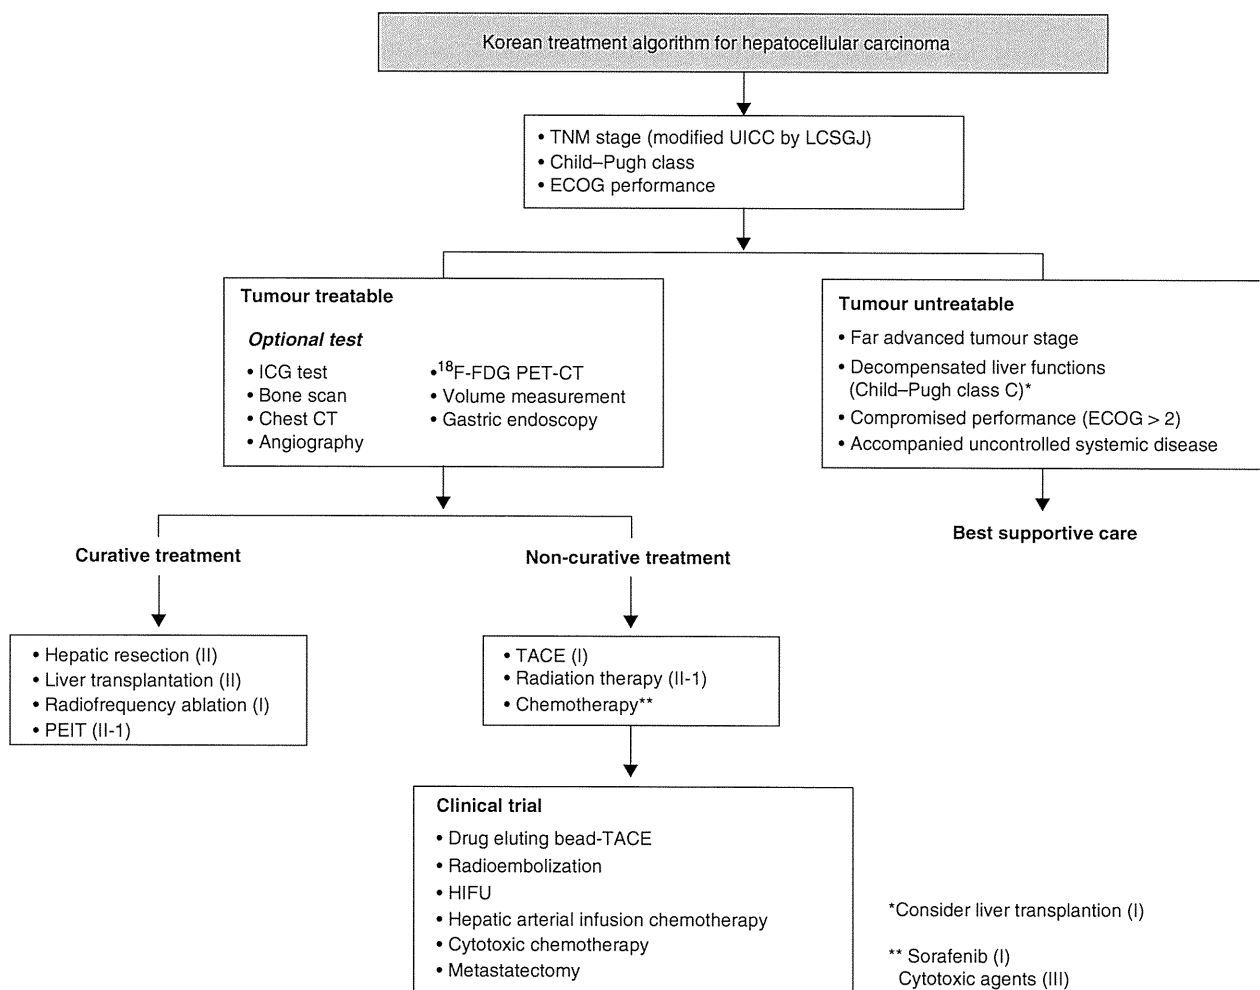 Korean treatment algorithm for hepatocellular carcinoma
• TNM stage (modified UICC by LCSGJ)
• Child–Pugh class
• ECOG performance
Tumour treatable
Optional test
• ICG test
• Bone scan
• Chest CT
• Angiography
•18F-FDG PET-CT
• Volume measurement
• Gastric endoscopy
Tumour untreatable
• Far advanced tumour stage
• Decompensated liver functions
(Child–Pugh class C)*
• Compromised performance (ECOG > 2)
• Accompanied uncontrolled systemic disease
Best supportive care
Curative treatment
Non-curative treatment
• Hepatic resection (II)
• Liver transplantation (II)
• Radiofrequency ablation (I)
• PEIT (II-1)
• TACE (I)
• Radiation therapy (II-1)
• Chemotherapy**
Clinical trial
• Drug eluting bead-TACE
• Radioembolization
• HIFU
• Hepatic arterial infusion chemotherapy
• Cytotoxic chemotherapy
• Metastatectomy
*Consider liver transplantion (I)
** Sorafenib (I)
Cytotoxic agents (III)